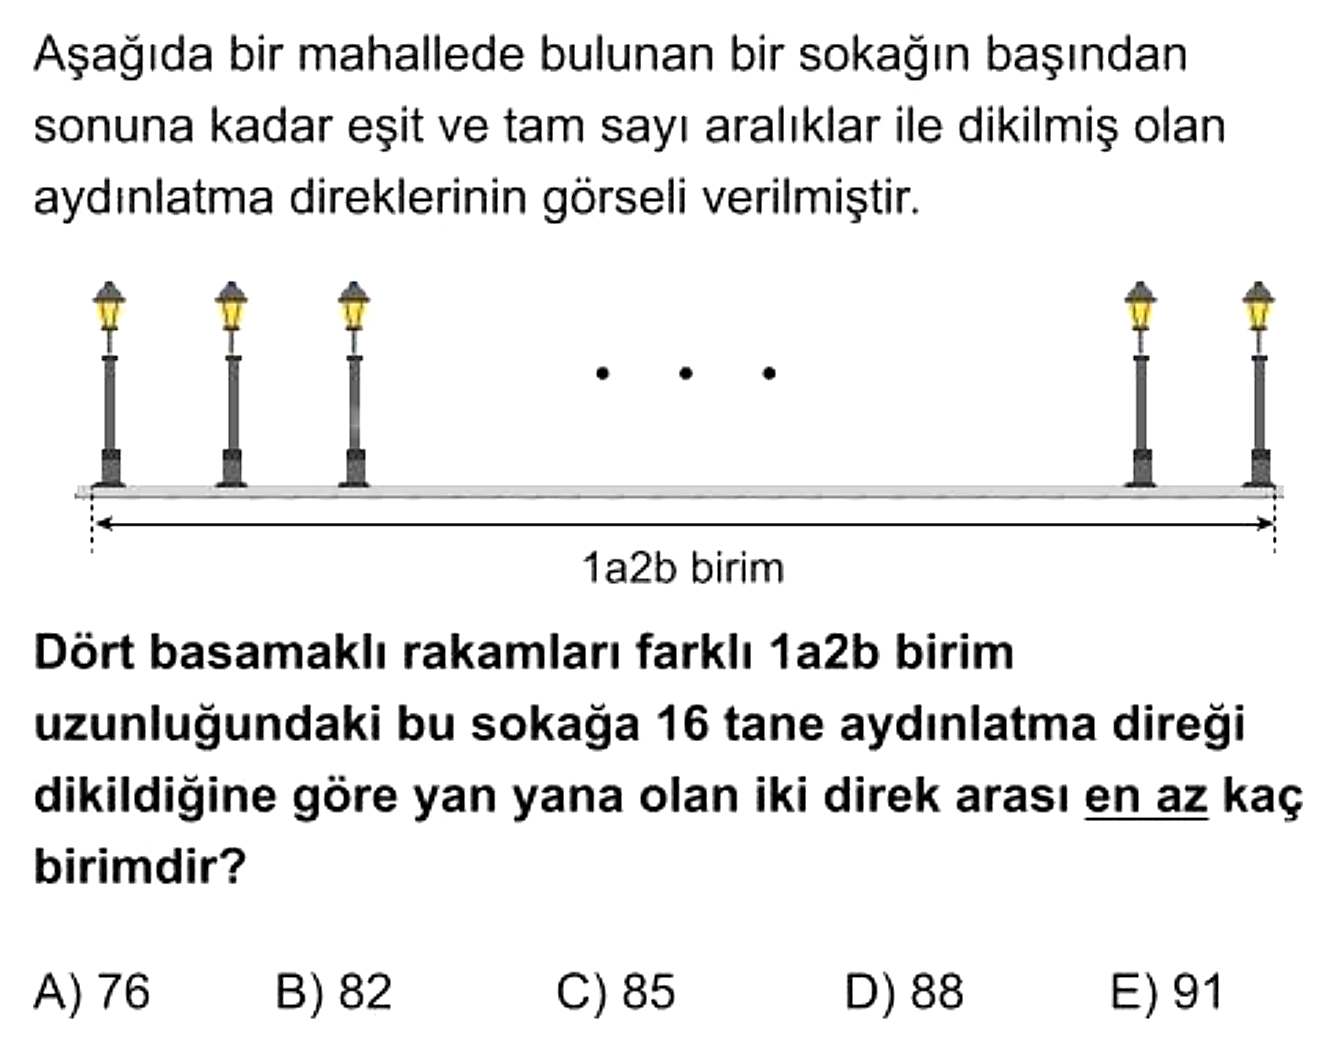 Aşağıda bir mahallede bulunan bir sokağın başından
sonuna kadar eşit ve tam sayı aralıklar ile dikilmiş olan
aydınlatma direklerinin görseli verilmiştir.
1a2b birim
Dört basamaklı rakamları farklı 1a2b birim
uzunluğundaki bu sokağa 16 tane aydınlatma direği
dikildiğine göre yan yana olan iki direk arası en az kaç
birimdir?
A) 76 B) 82 C) 85 D) 88 E) 91